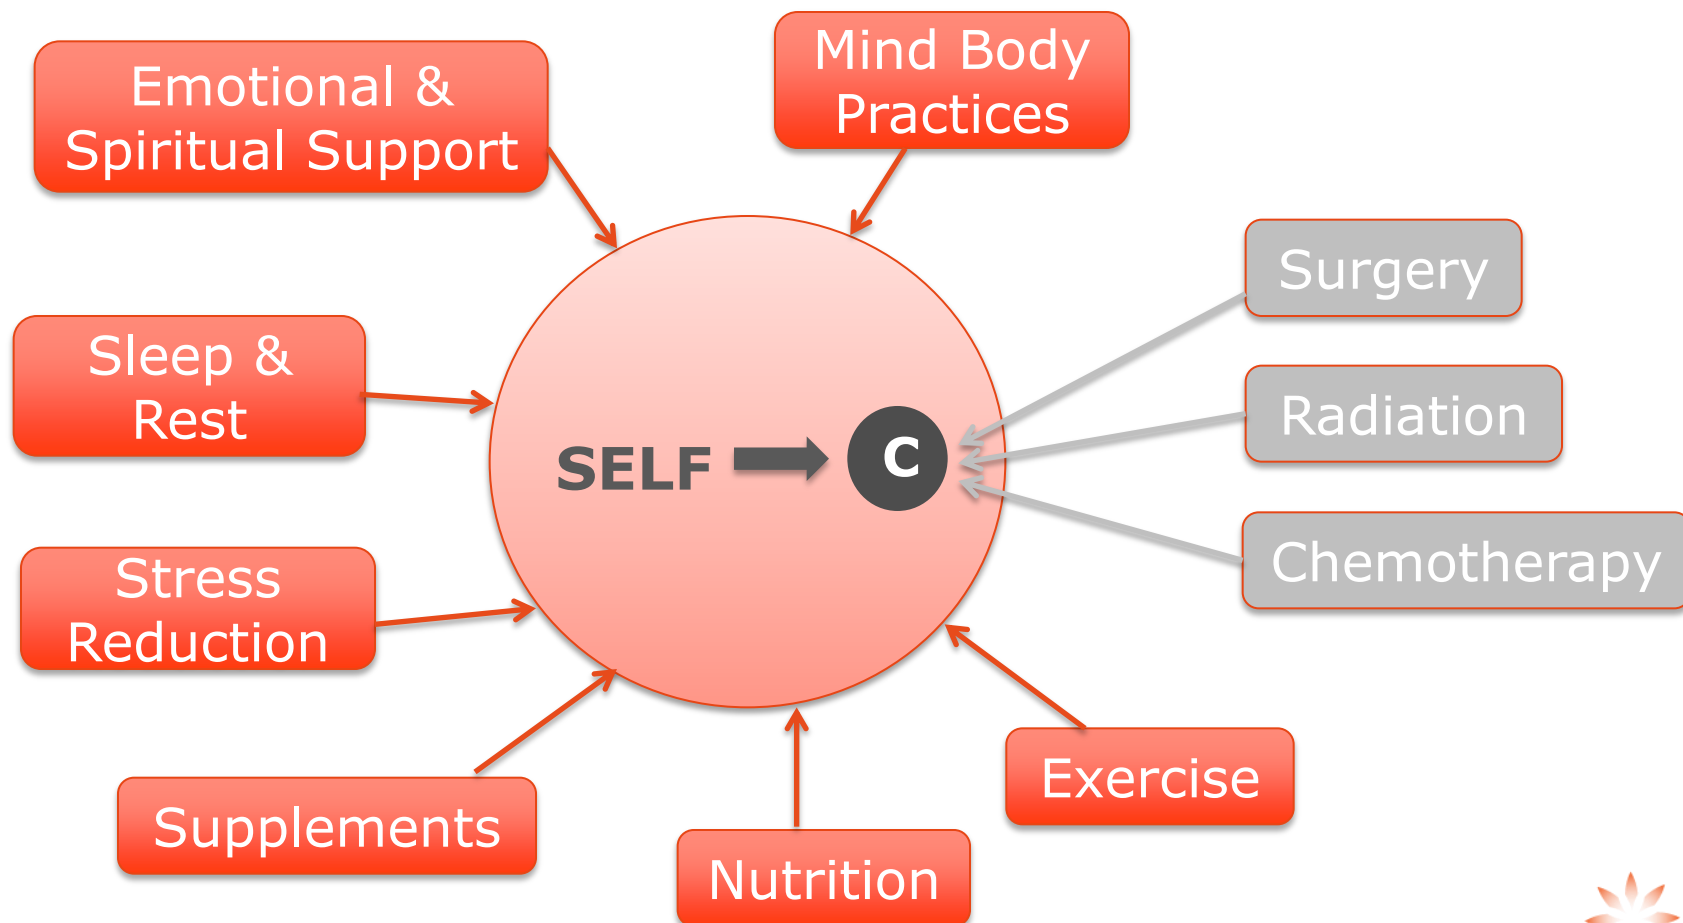 Emotional &
Spiritual Support
Mind Body
Practices
Surgery
Sleep &
Rest
Radiation
SELF
C
Chemotherapy
Stress
Reduction
Exercise
Supplements
Nutrition